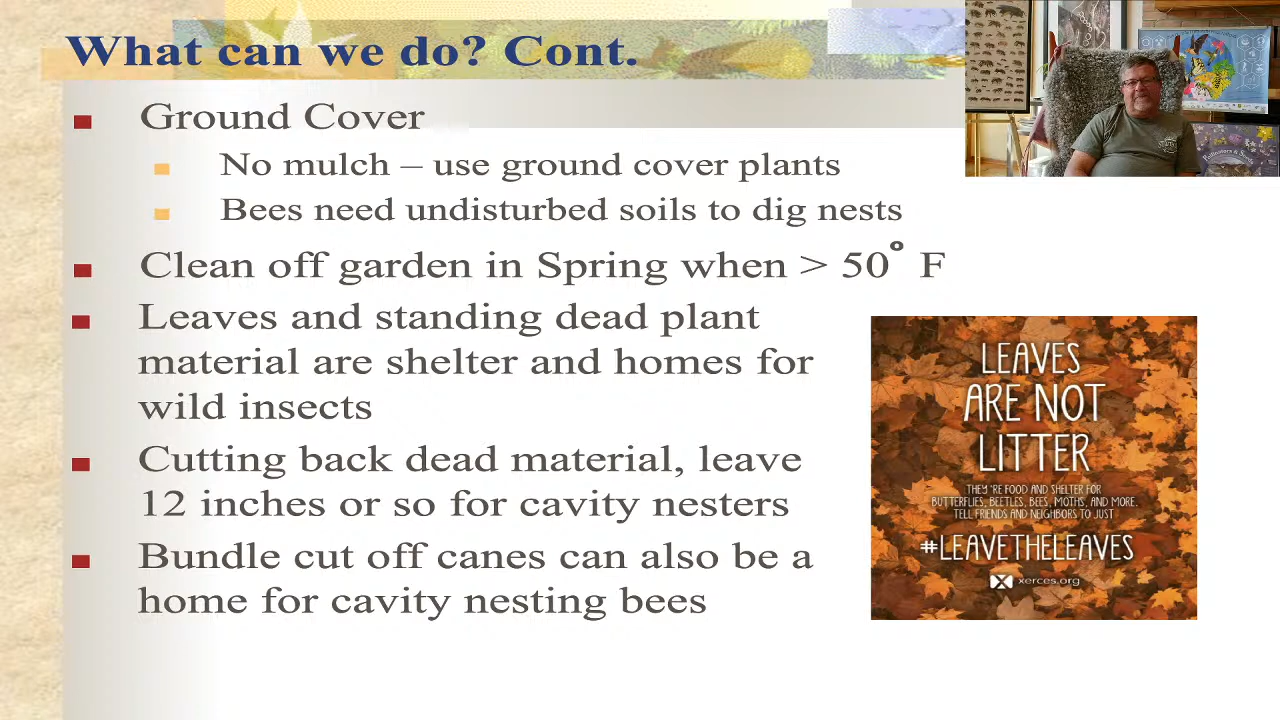 What can we do? Cont.
Ground Cover
No mulch – use ground cover plants
Bees need undisturbed soils to dig nests
Clean off garden in Spring when > 50° F
Leaves and standing dead plant
material are shelter and homes for
wild insects
Cutting back dead material, leave
12 inches or so for cavity nesters
Bundle cut off canes can also be a
home for cavity nesting bees
LEAVES
ARE NOT
LITTER
THEY'RE FOOD AND SHELTER FOR
BUTTERFLIES, BEETLES, BEES, MOTHS, AND MORE.
TELL FRIENDS AND NEIGHBORS TO JUST
#LEAVETHELEAVES
xerces.org